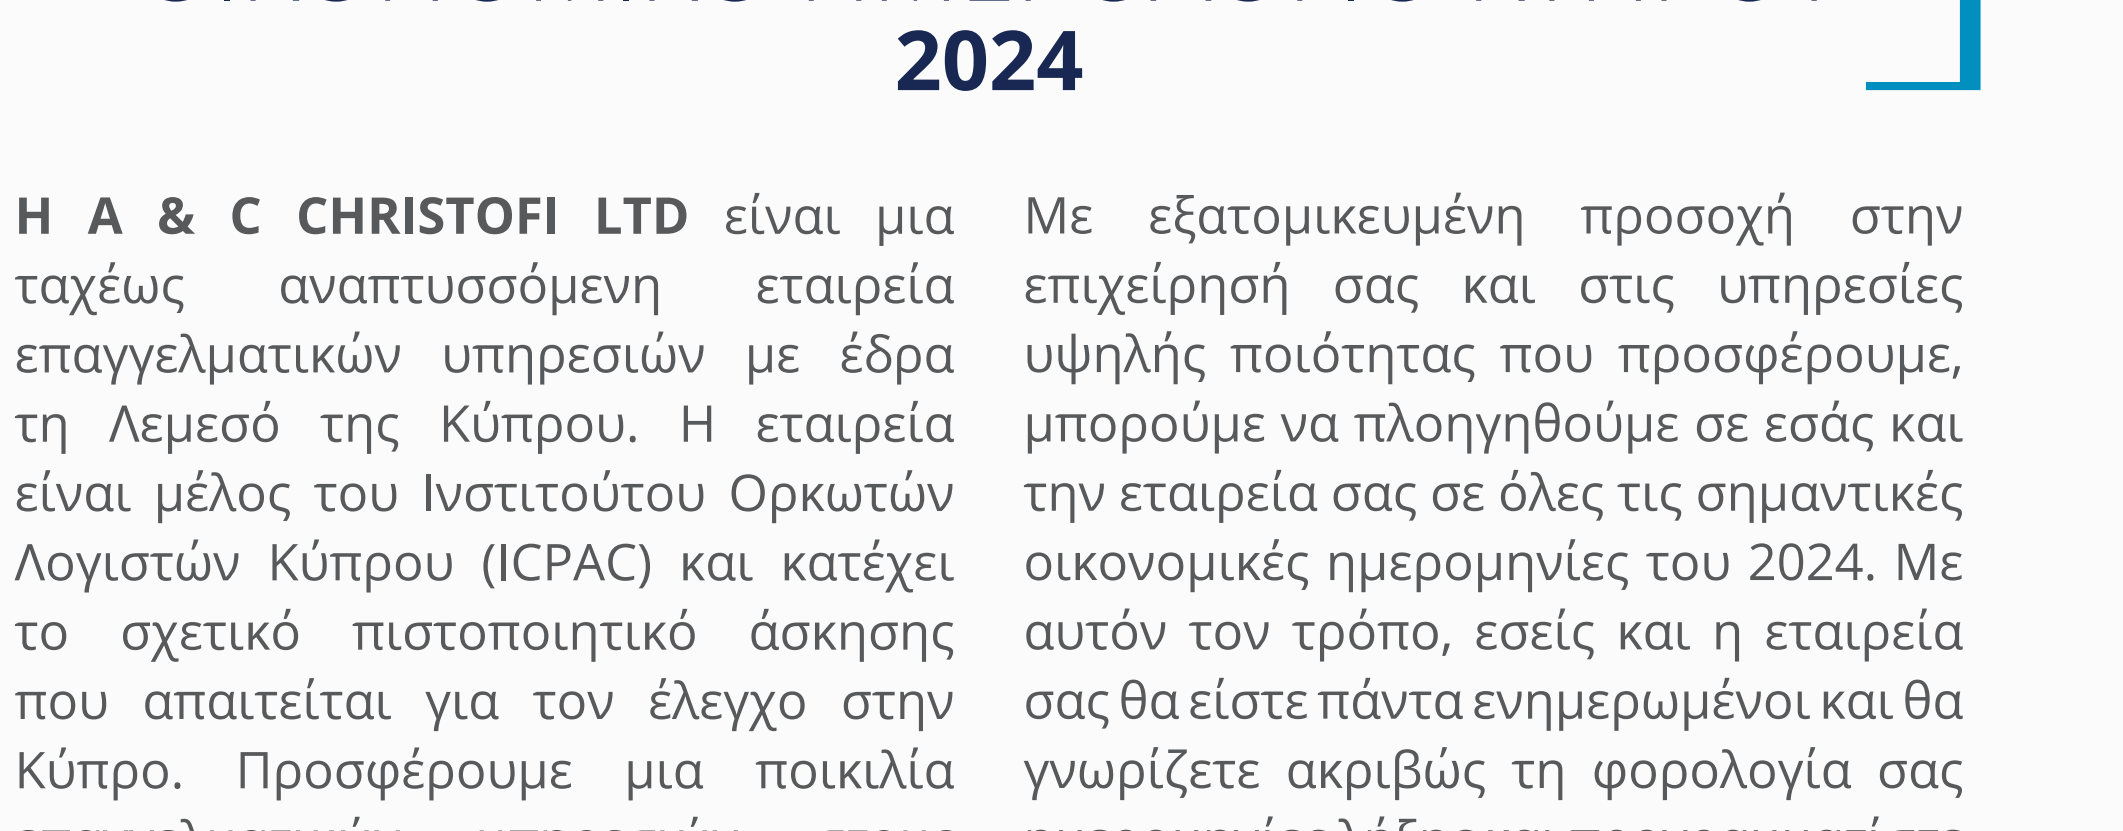 2024
H A & C CHRISTOFI LTD είναι μια
ταχέως αναπτυσσόμενη εταιρεία
επαγγελματικών υπηρεσιών με έδρα
τη Λεμεσό της Κύπρου. Η εταιρεία
είναι μέλος του Ινστιτούτου Ορκωτών
Λογιστών Κύπρου (ICPAC) και κατέχει
το σχετικό πιστοποιητικό άσκησης
που απαιτείται για τον έλεγχο στην
Κύπρο. Προσφέρουμε μια ποικιλία
Με εξατομικευμένη προσοχή στην
επιχείρησή σας και στις υπηρεσίες
υψηλής ποιότητας που προσφέρουμε,
μπορούμε να πλοηγηθούμε σε εσάς και
την εταιρεία σας σε όλες τις σημαντικές
οικονομικές ημερομηνίες του 2024. Με
αυτόν τον τρόπο, εσείς και η εταιρεία
σας θα είστε πάντα ενημερωμένοι και θα
γνωρίζετε ακριβώς τη φορολογία σας